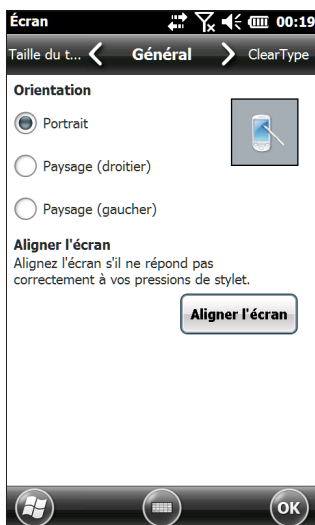 Écran 00:19
Taille du t... Général ClearType
Orientation
Portrait
Paysage (droitier)
Paysage (gaucher)
Aligner l'écran
Alignez l'écran s'il ne répond pas
correctement à vos pressions de stylet.
Aligner l'écran
OK